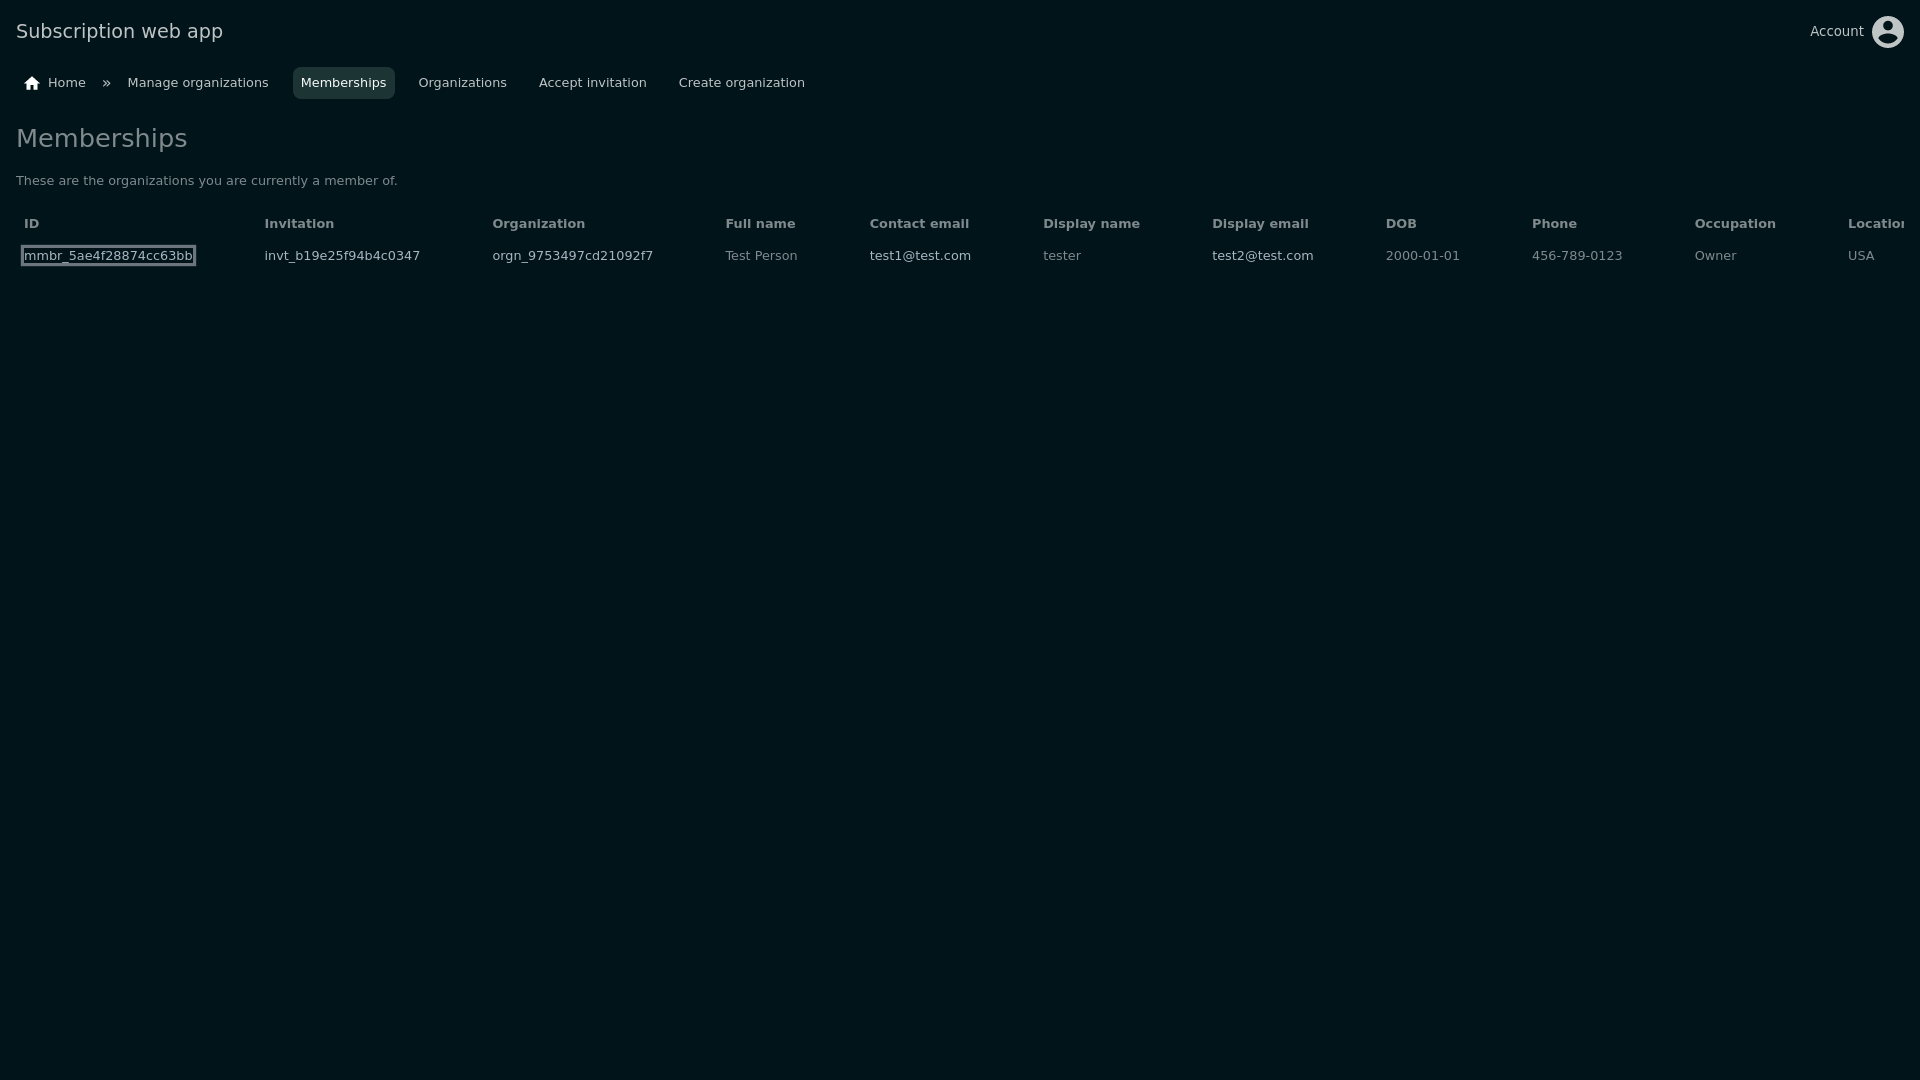 Subscription web app
Account
Home » Manage organizations Memberships Organizations Accept invitation Create organization
Memberships
These are the organizations you are currently a member of.
ID Invitation Organization Full name Contact email Display name Display email DOB Phone Occupation Location
mmbr_5ae4f28874cc63bb invt_b19e25f94b4c0347 orgn_9753497cd21092f7 Test Person test1@test.com tester test2@test.com 2000-01-01 456-789-0123 Owner USA